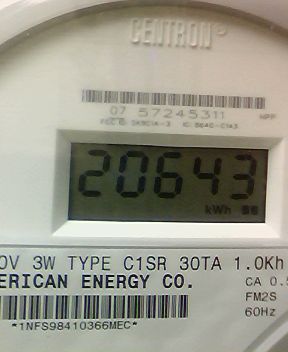 CENTRON®
07 57245311
20643
kWh
0V 3W TYPE C1SR 30TA 1.0Kh
ERICAN ENERGY CO.
CA 0.5
FM2S
60Hz
*1NFS98410366MEC*